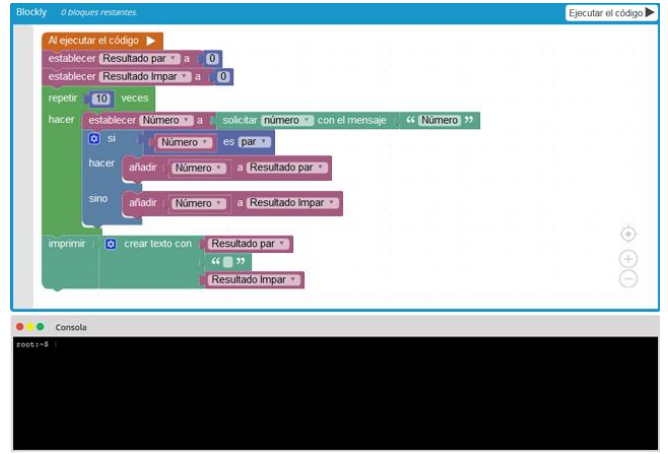 Blockly 0 bloques restantes. Ejecutar el código
Al ejecutar el código
establecer Resultado par a 0
establecer Resultado Impar a 0
repetir 10 veces
hacer establecer Número a solicitar número con el mensaje “ Número ”
si Número es par
hacer añadir Número a Resultado par
sino añadir Número a Resultado Impar
imprimir crear texto con Resultado par
“ ”
Resultado Impar
Consola
root:~$